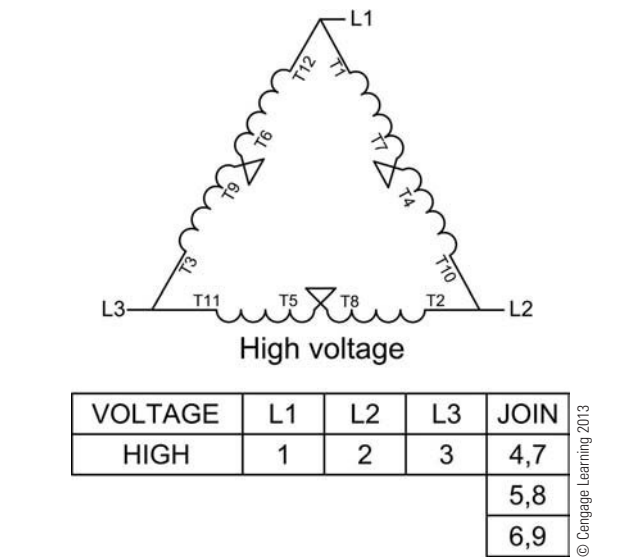 L1
T12 T1
T6 T7
T9 T4
T3 T10
L3 T11 T5 T8 T2 L2
High voltage
VOLTAGE L1 L2 L3 JOIN
HIGH 1 2 3 4,7
5,8
6,9
© Cengage Learning 2013